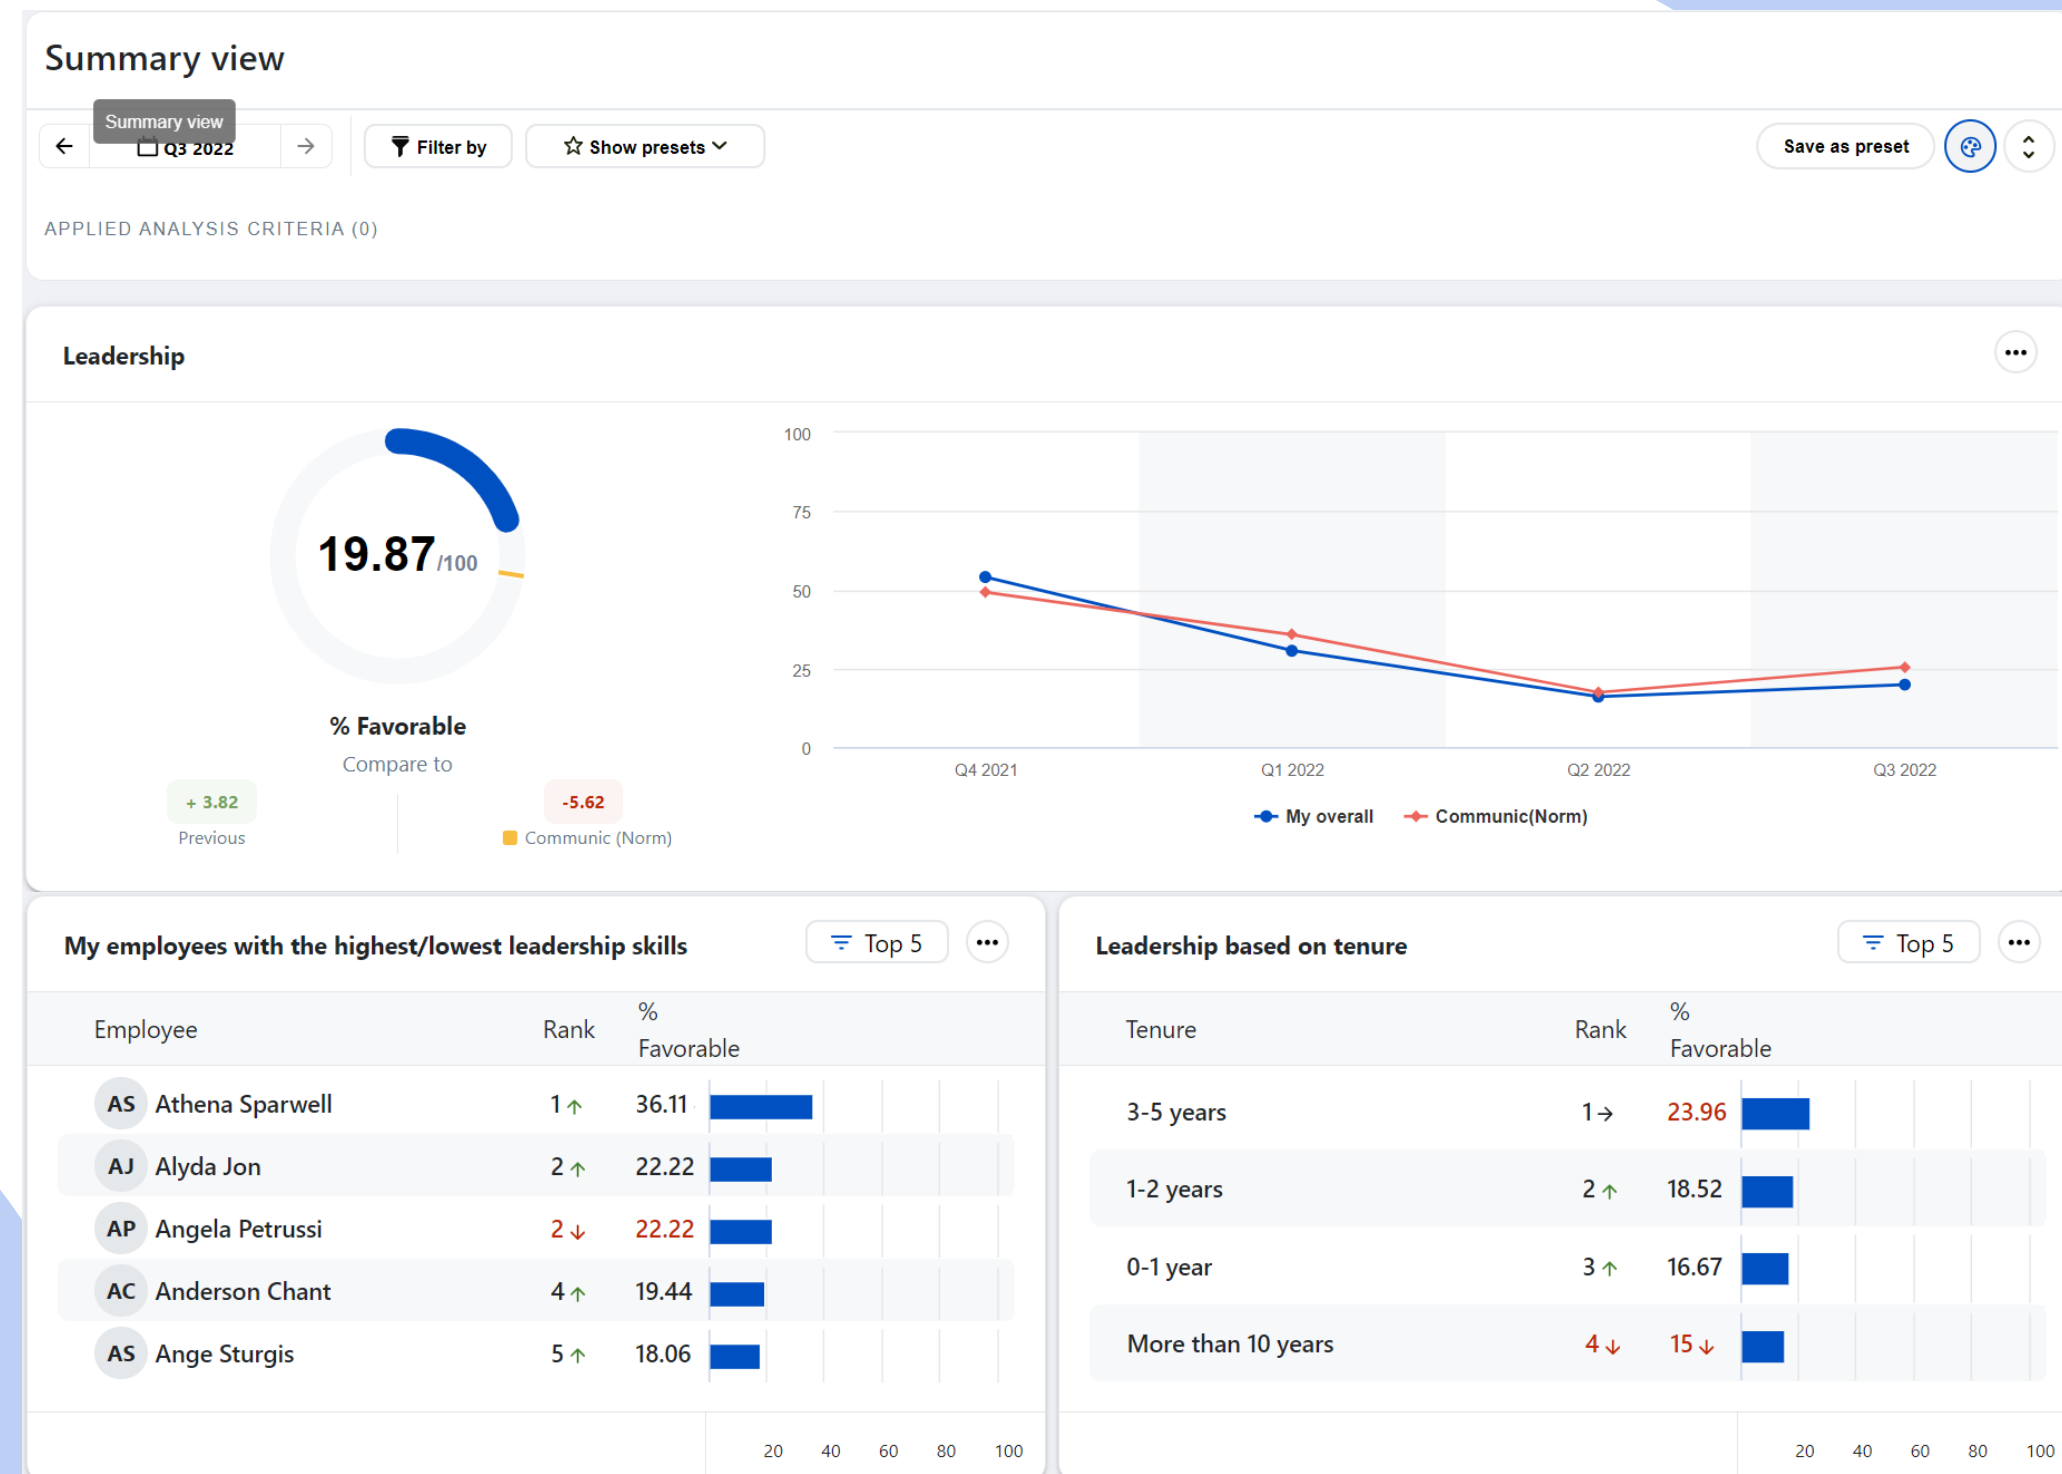 Summary view
Summary view
Q3 2022
Filter by
Show presets
Save as preset
APPLIED ANALYSIS CRITERIA (0)
Leadership
19.87/100
% Favorable
Compare to
+ 3.82
Previous
-5.62
Communic (Norm)
100
75
50
25
0
Q4 2021
Q1 2022
Q2 2022
Q3 2022
My overall
Communic(Norm)
My employees with the highest/lowest leadership skills
Top 5
Employee
Rank
%
Favorable
AS Athena Sparwell 1↑ 36.11
AJ Alyda Jon 2↑ 22.22
AP Angela Petrussi 2↓ 22.22
AC Anderson Chant 4↑ 19.44
AS Ange Sturgis 5↑ 18.06
20 40 60 80 100
Leadership based on tenure
Top 5
Tenure
Rank
%
Favorable
3-5 years 1→ 23.96
1-2 years 2↑ 18.52
0-1 year 3↑ 16.67
More than 10 years 4↓ 15↓
20 40 60 80 100